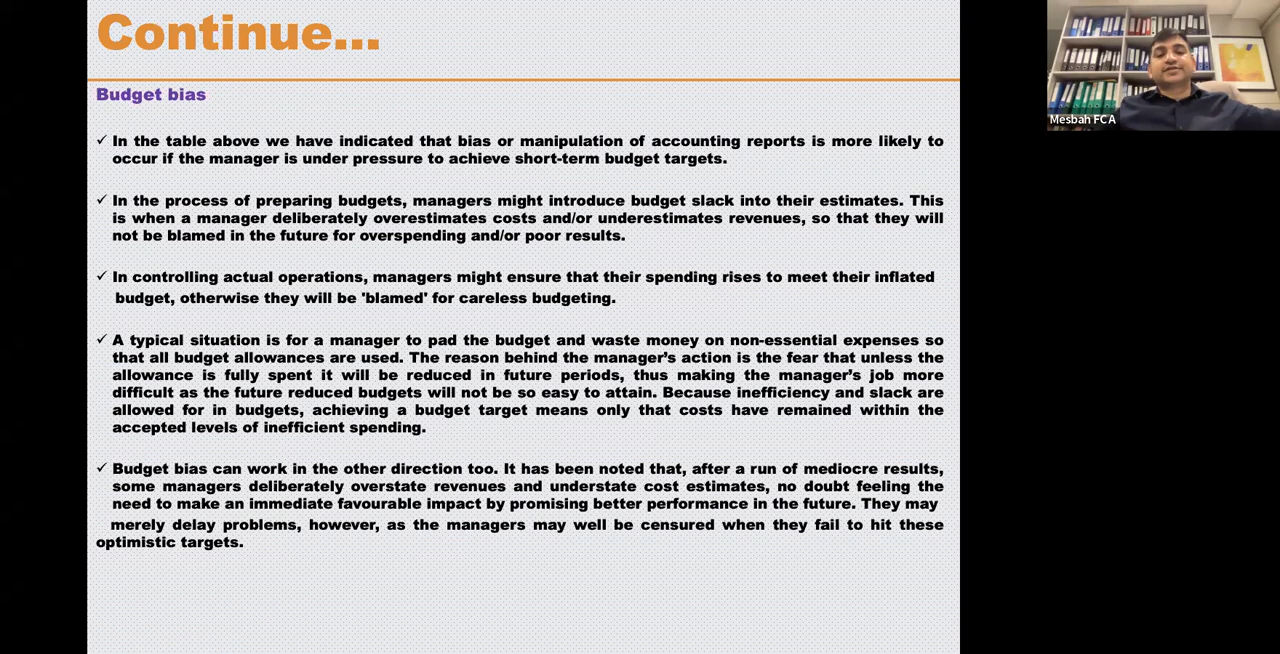 Continue...
Budget bias
✓ In the table above we have indicated that bias or manipulation of accounting reports is more likely to
occur if the manager is under pressure to achieve short-term budget targets.
✓ In the process of preparing budgets, managers might introduce budget slack into their estimates. This
is when a manager deliberately overestimates costs and/or underestimates revenues, so that they will
not be blamed in the future for overspending and/or poor results.
✓ In controlling actual operations, managers might ensure that their spending rises to meet their inflated
budget, otherwise they will be 'blamed' for careless budgeting.
✓ A typical situation is for a manager to pad the budget and waste money on non-essential expenses so
that all budget allowances are used. The reason behind the manager’s action is the fear that unless the
allowance is fully spent it will be reduced in future periods, thus making the manager’s job more
difficult as the future reduced budgets will not be so easy to attain. Because inefficiency and slack are
allowed for in budgets, achieving a budget target means only that costs have remained within the
accepted levels of inefficient spending.
✓ Budget bias can work in the other direction too. It has been noted that, after a run of mediocre results,
some managers deliberately overstate revenues and understate cost estimates, no doubt feeling the
need to make an immediate favourable impact by promising better performance in the future. They may
merely delay problems, however, as the managers may well be censured when they fail to hit these
optimistic targets.
Mesbah FCA